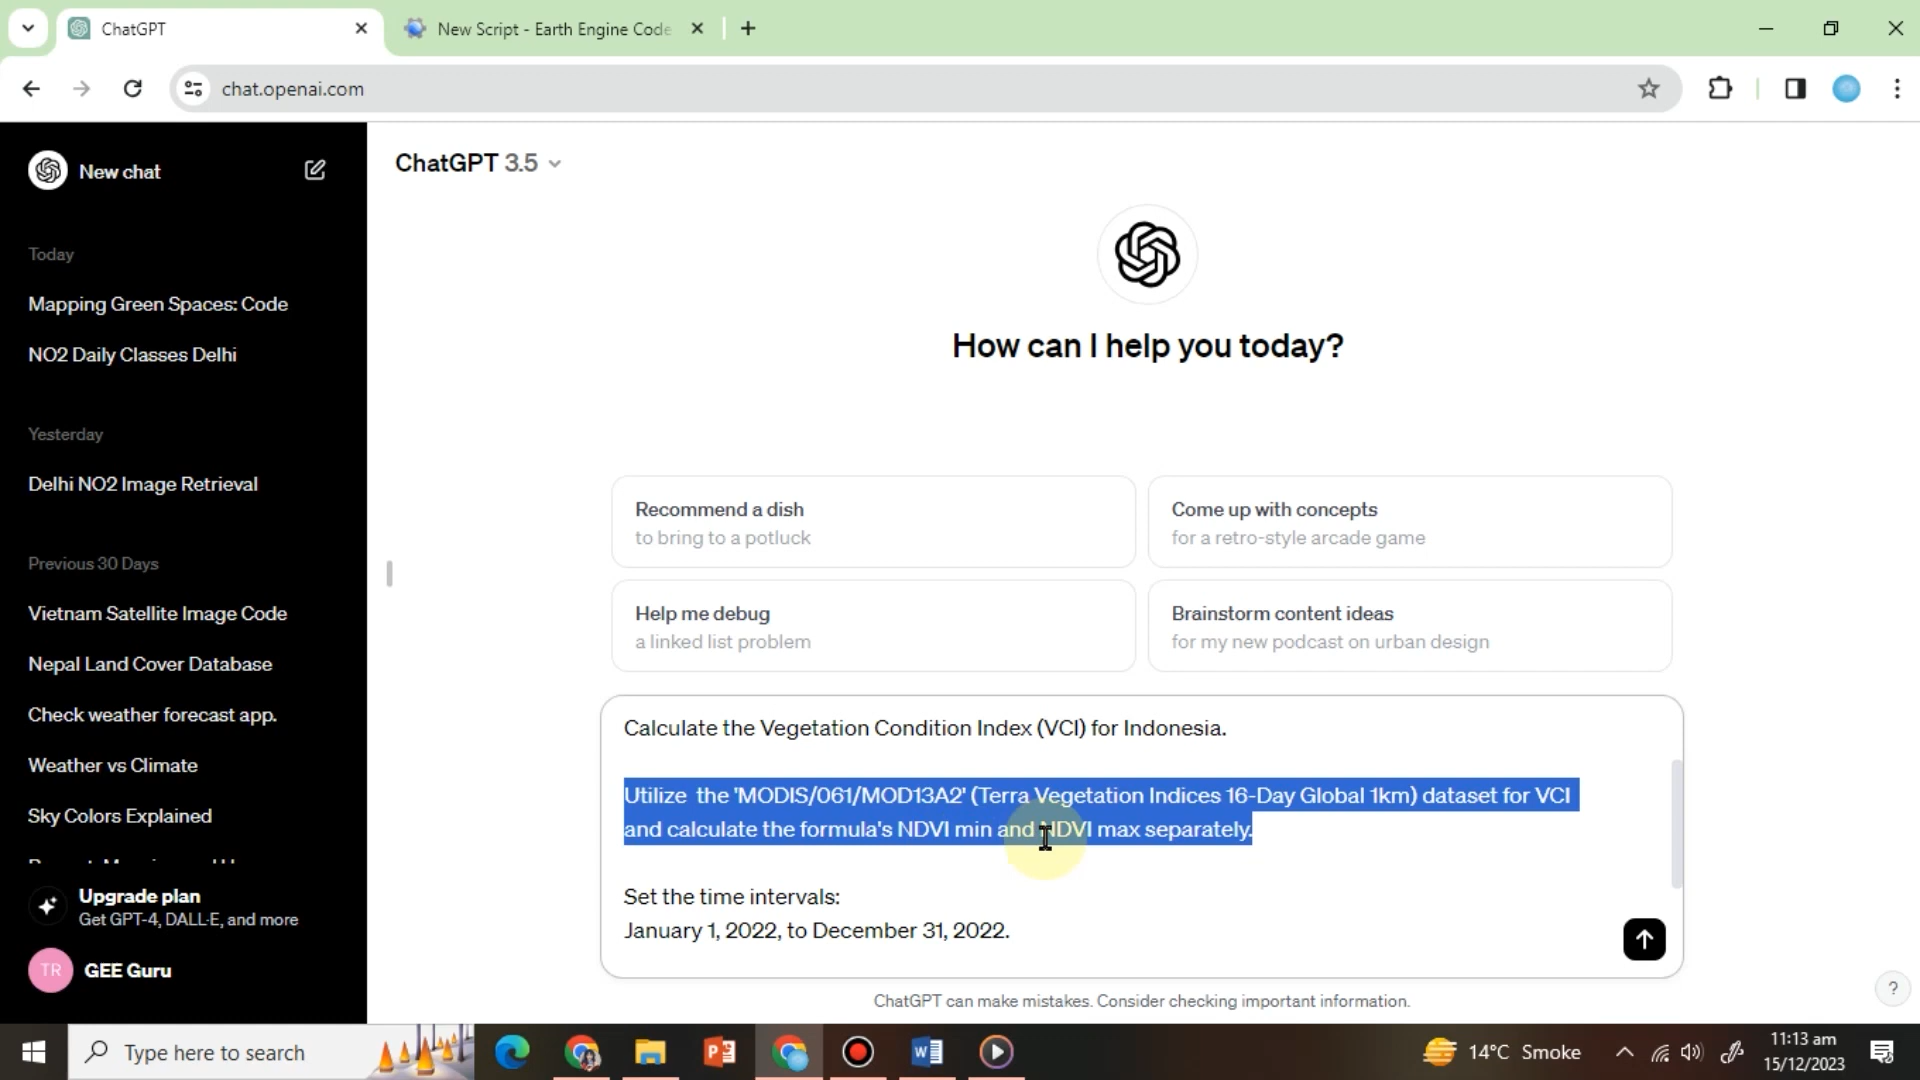 ChatGPT
New Script - Earth Engine Code
chat.openai.com
New chat
ChatGPT 3.5
Today
Mapping Green Spaces: Code
NO2 Daily Classes Delhi
Yesterday
Delhi NO2 Image Retrieval
Previous 30 Days
Vietnam Satellite Image Code
Nepal Land Cover Database
Check weather forecast app.
Weather vs Climate
Sky Colors Explained
Upgrade plan
Get GPT-4, DALL·E, and more
TR
GEE Guru
How can I help you today?
Recommend a dish
to bring to a potluck
Come up with concepts
for a retro-style arcade game
Help me debug
a linked list problem
Brainstorm content ideas
for my new podcast on urban design
Calculate the Vegetation Condition Index (VCI) for Indonesia.
Utilize  the 'MODIS/061/MOD13A2' (Terra Vegetation Indices 16-Day Global 1km) dataset for VCI
and calculate the formula's NDVI min and NDVI max separately.
Set the time intervals:
January 1, 2022, to December 31, 2022.
ChatGPT can make mistakes. Consider checking important information.
?
Type here to search
14°C Smoke
11:13 am
15/12/2023